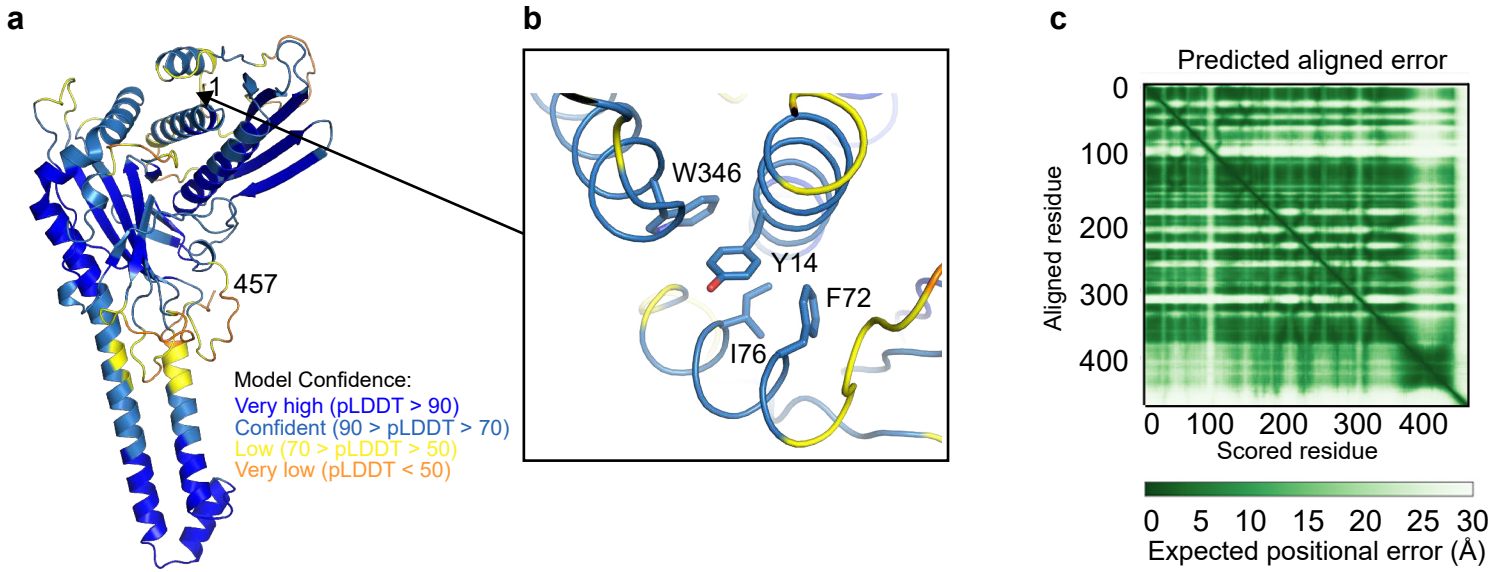 a
1
457
Model Confidence:
Very high (pLDDT > 90)
Confident (90 > pLDDT > 70)
Low (70 > pLDDT > 50)
Very low (pLDDT < 50)
b
W346
Y14
F72
I76
c
Predicted aligned error
0
100
200
300
400
Aligned residue
0 100 200 300 400
Scored residue
0 5 10 15 20 25 30
Expected positional error (Å)